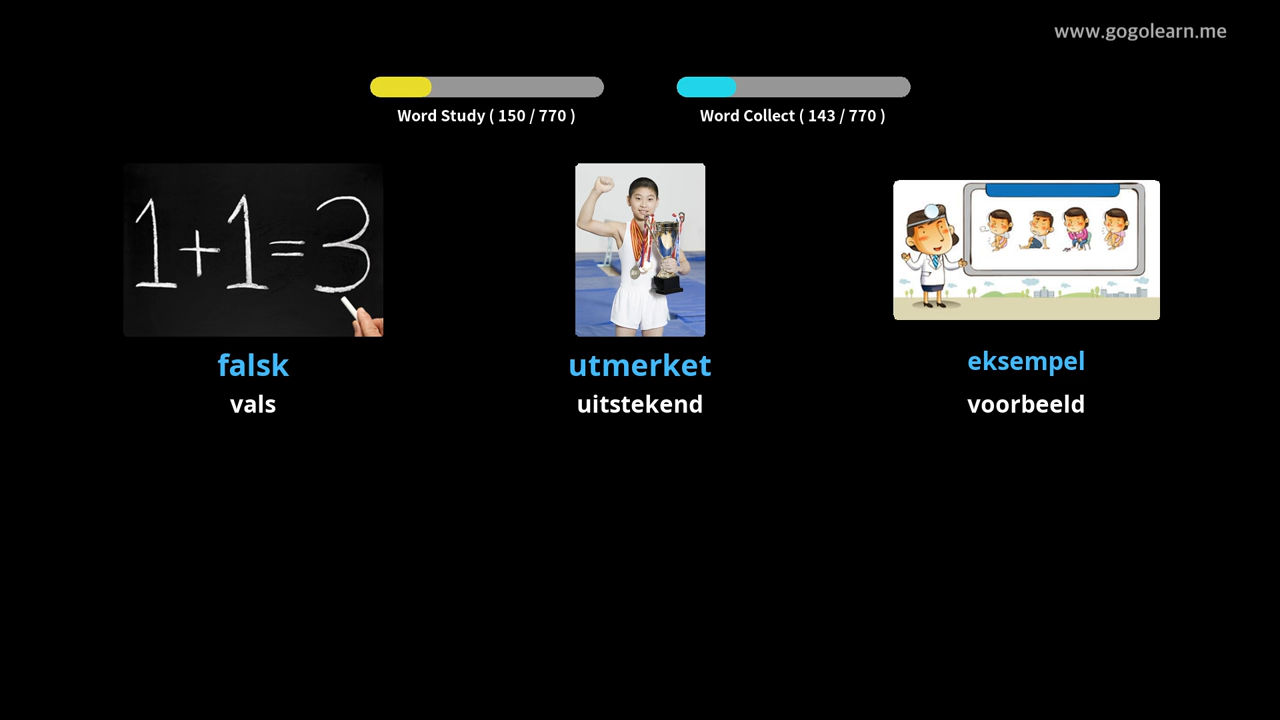 www.gogolearn.me
Word Study ( 150 / 770 )
Word Collect ( 143 / 770 )
1+1=3
falsk
utmerket
eksempel
vals
uitstekend
voorbeeld